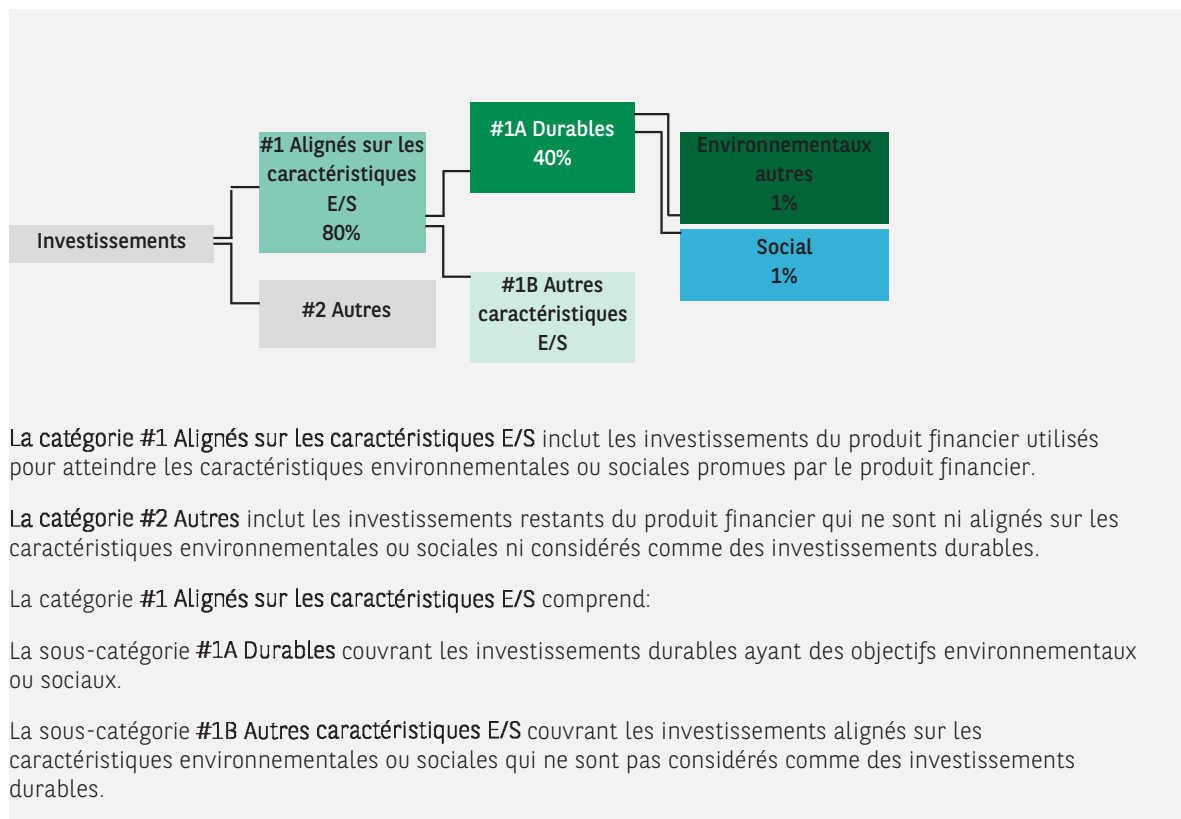 Investissements
#1 Alignés sur les
caractéristiques
E/S
80%
#2 Autres
#1A Durables
40%
#1B Autres
caractéristiques
E/S
Environnementaux
autres
1%
Social
1%
La catégorie #1 Alignés sur les caractéristiques E/S inclut les investissements du produit financier utilisés
pour atteindre les caractéristiques environnementales ou sociales promues par le produit financier.
La catégorie #2 Autres inclut les investissements restants du produit financier qui ne sont ni alignés sur les
caractéristiques environnementales ou sociales ni considérés comme des investissements durables.
La catégorie #1 Alignés sur les caractéristiques E/S comprend:
La sous-catégorie #1A Durables couvrant les investissements durables ayant des objectifs environnementaux
ou sociaux.
La sous-catégorie #1B Autres caractéristiques E/S couvrant les investissements alignés sur les
caractéristiques environnementales ou sociales qui ne sont pas considérés comme des investissements
durables.